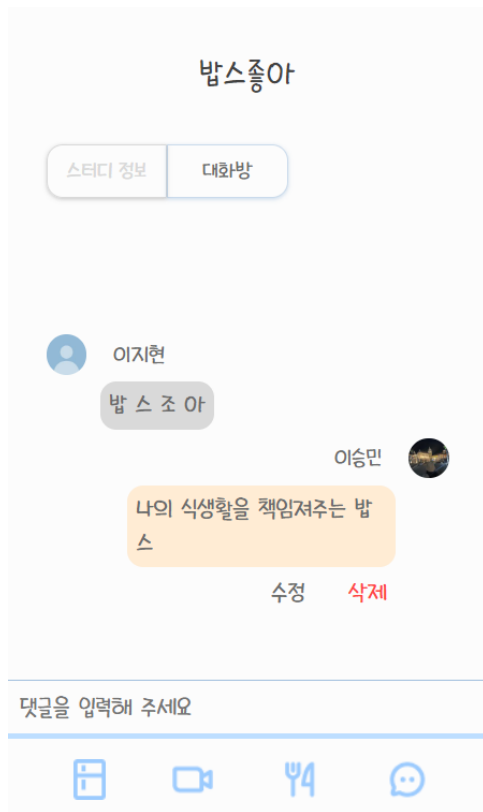 밥스좋아
스터디 정보 대화방
이지현
밥 스 조 아
이승민
나의 식생활을 책임져주는 밥
스
수정 삭제
댓글을 입력해 주세요